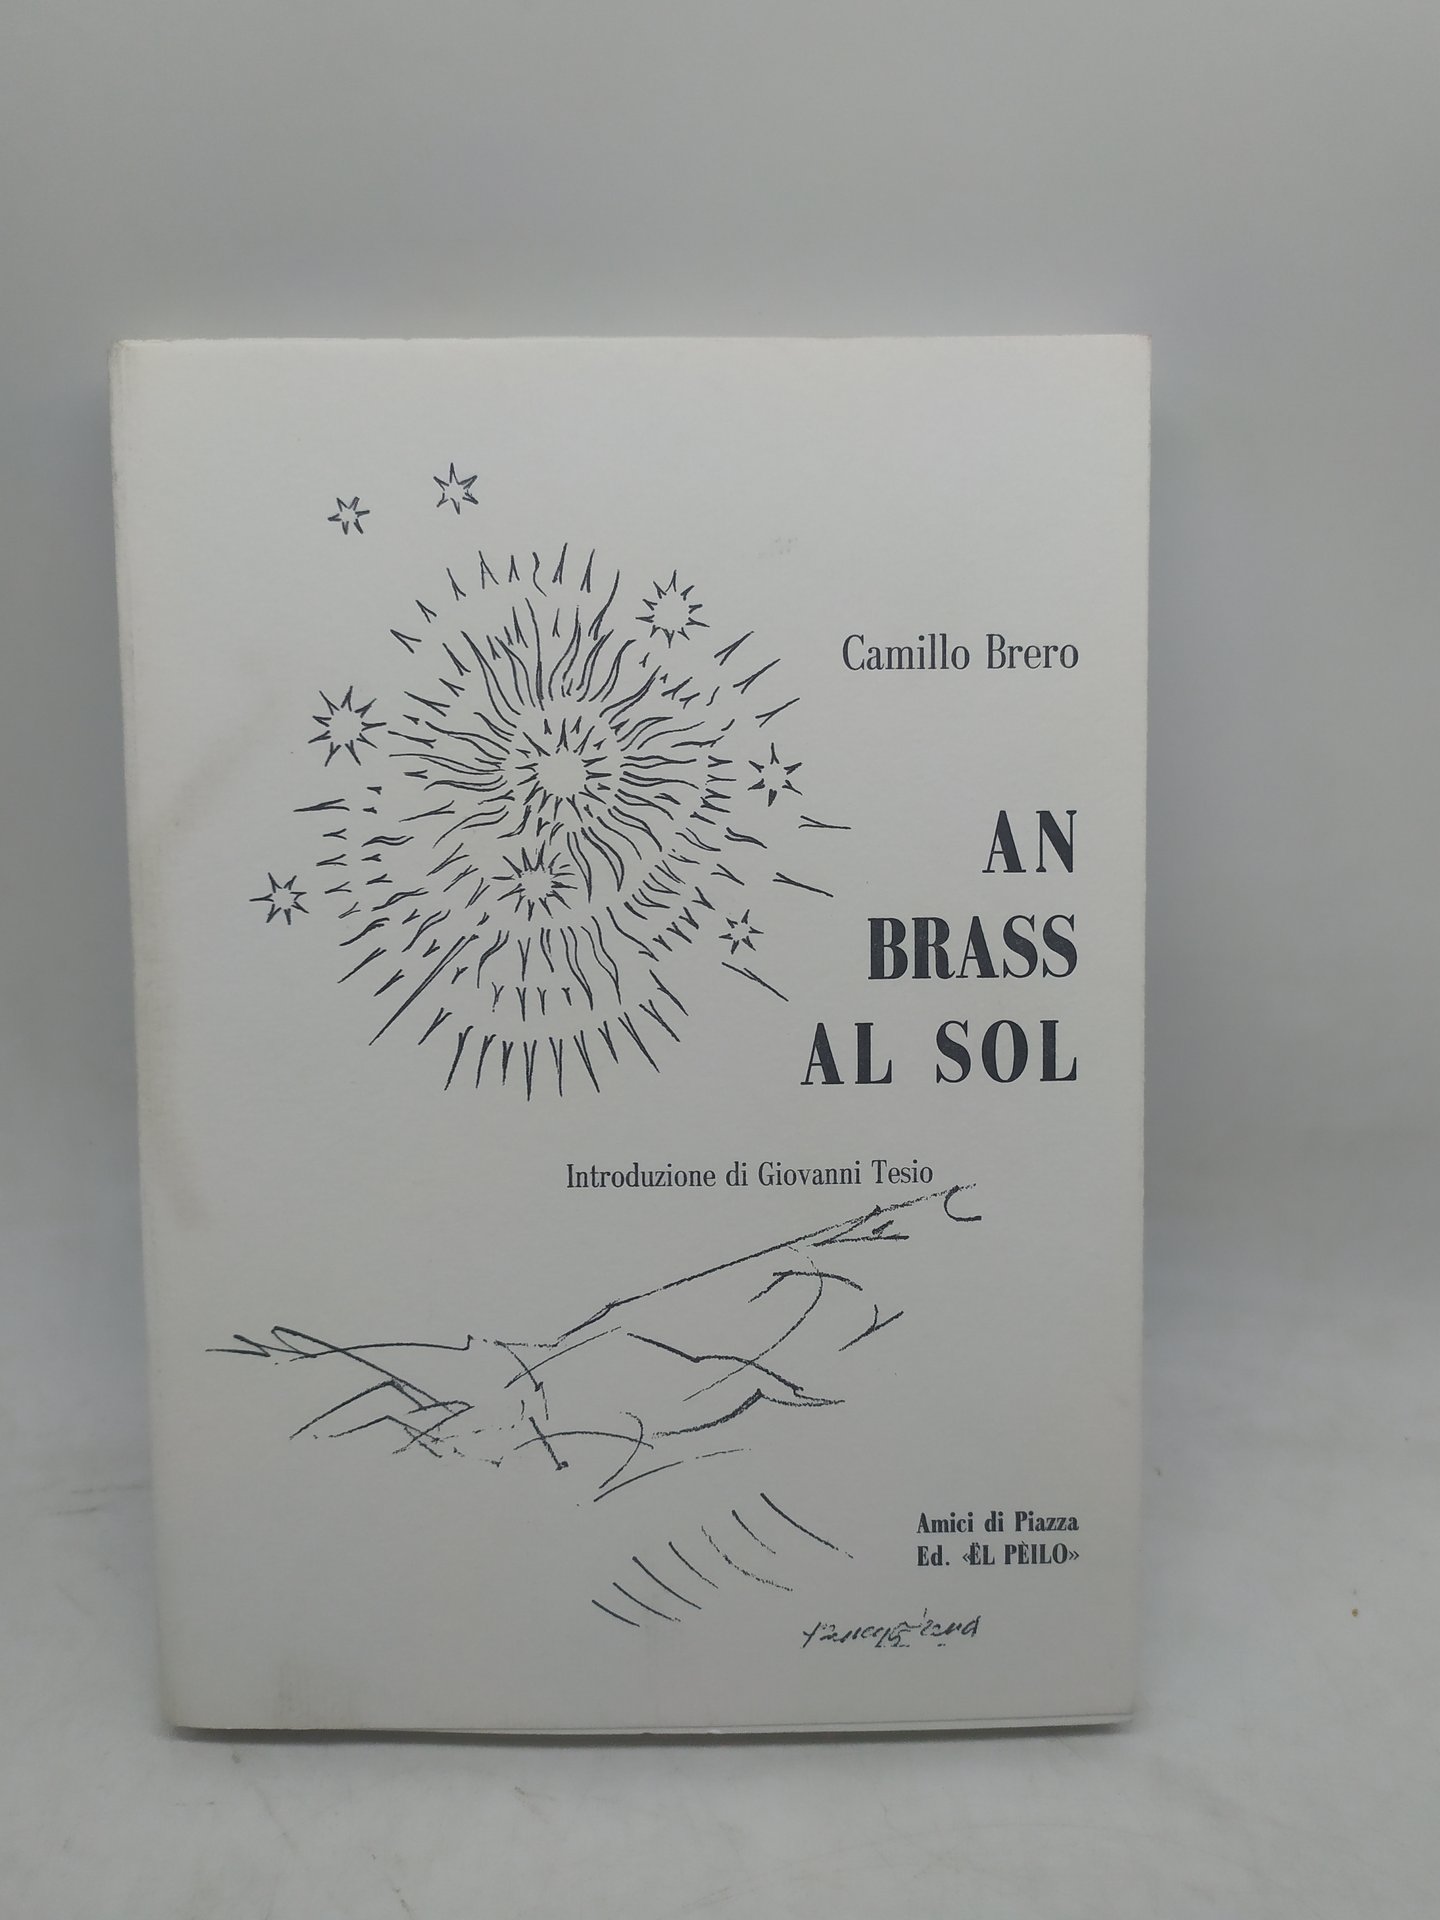 Camillo Brero
AN
BRASS
AL SOL
Introduzione di Giovanni Tesio
Amici di Piazza
Ed. «ËL PÈILO»